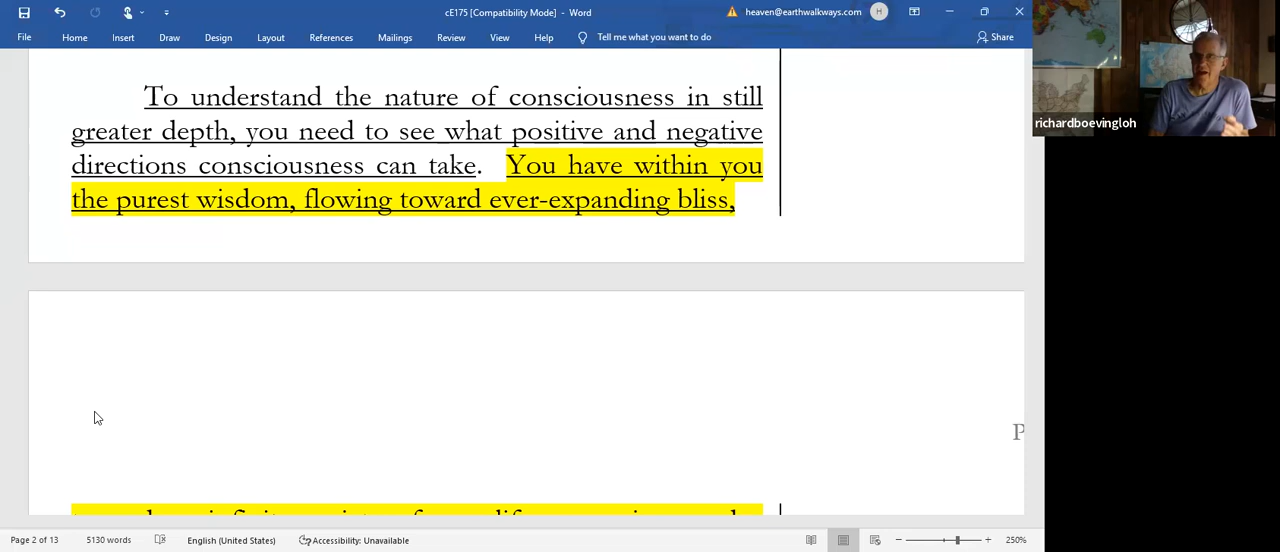 cE175 [Compatibility Mode] - Word
heaven@earthwalkways.com
H
File Home Insert Draw Design Layout References Mailings Review View Help Tell me what you want to do
Share
richardboevingloh
To understand the nature of consciousness in still
greater depth, you need to see what positive and negative
directions consciousness can take. You have within you
the purest wisdom, flowing toward ever-expanding bliss,
P
Page 2 of 13 5130 words English (United States) Accessibility: Unavailable 250%